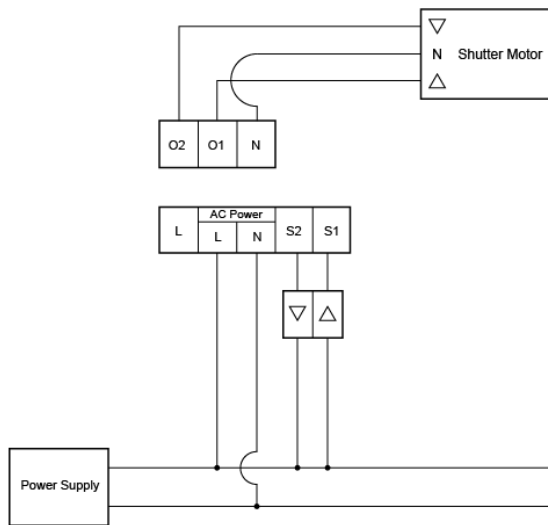 N Shutter Motor
O2 O1 N
AC Power
L L N S2 S1
Power Supply